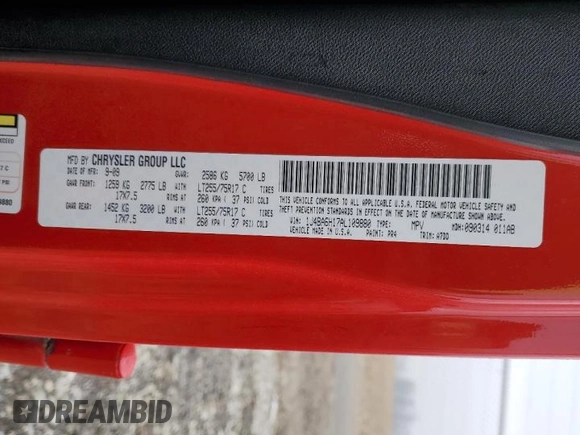 MFD BY CHRYSLER GROUP LLC
DATE OF MFR: 9-09 GVWR: 2586 KG 5700 LB
GAWR FRONT: 1259 KG 2775 LB WITH LT255/75R17 C TIRES
17X7.5 RIMS AT 260 KPA ( 37 PSI) COLD
GAWR REAR: 1452 KG 3200 LB WITH LT255/75R17 C TIRES
17X7.5 RIMS AT 260 KPA ( 37 PSI) COLD
THIS VEHICLE CONFORMS TO ALL APPLICABLE U.S.A. FEDERAL MOTOR VEHICLE SAFETY
AND THEFT PREVENTION STANDARDS IN EFFECT ON THE DATE OF MANUFACTURE SHOWN ABOVE.
VIN: 1J4BA6H17AL109880 TYPE: MPV MDH: 090314 011AB
PAINT: PR4 TRIM: A7DO
9880
DREAMBID